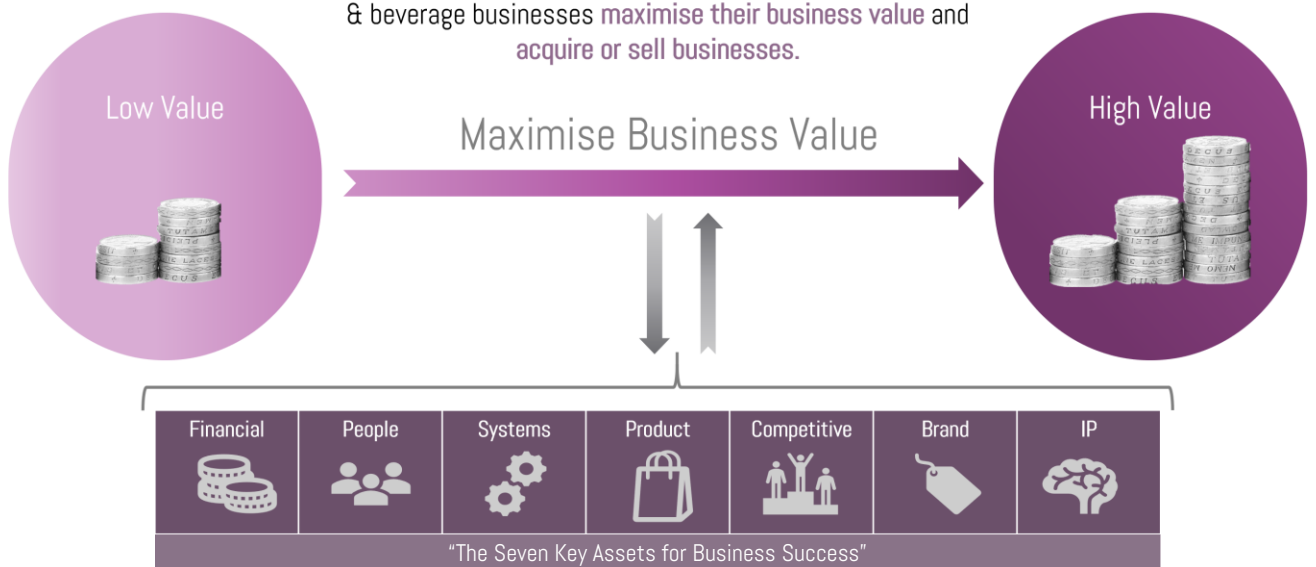 & beverage businesses maximise their business value and
acquire or sell businesses.
Low Value
Maximise Business Value
High Value
Financial
People
Systems
Product
Competitive
Brand
IP
“The Seven Key Assets for Business Success”